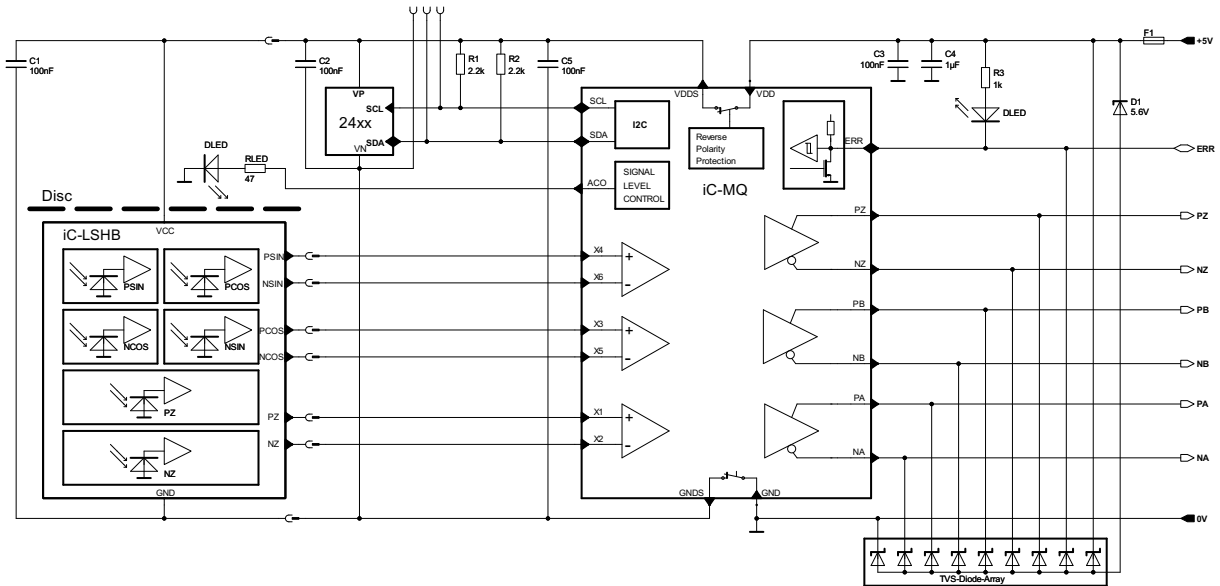 C1
100nF
C2
100nF
R1
2.2k
R2
2.2k
C5
100nF
C3
100nF
C4
1µF
R3
1k
F1
+5V
D1
5.6V
DLED
VP
SCL
24xx
SDA
VN
VDDS
VDD
SCL
SDA
I2C
Reverse
Polarity
Protection
ERR
ERR
iC-MQ
DLED
RLED
47
ACO
SIGNAL
LEVEL
CONTROL
Disc
iC-LSHB
VCC
PSIN
PCOS
NCOS
NSIN
PZ
NZ
GND
PSIN
NSIN
PCOS
NCOS
PZ
NZ
X4
+
X6
-
X3
+
X5
-
X1
+
X2
-
PZ
NZ
PB
NB
PA
NA
PZ
NZ
PB
NB
PA
NA
GNDS
GND
0V
TVS-Diode-Array